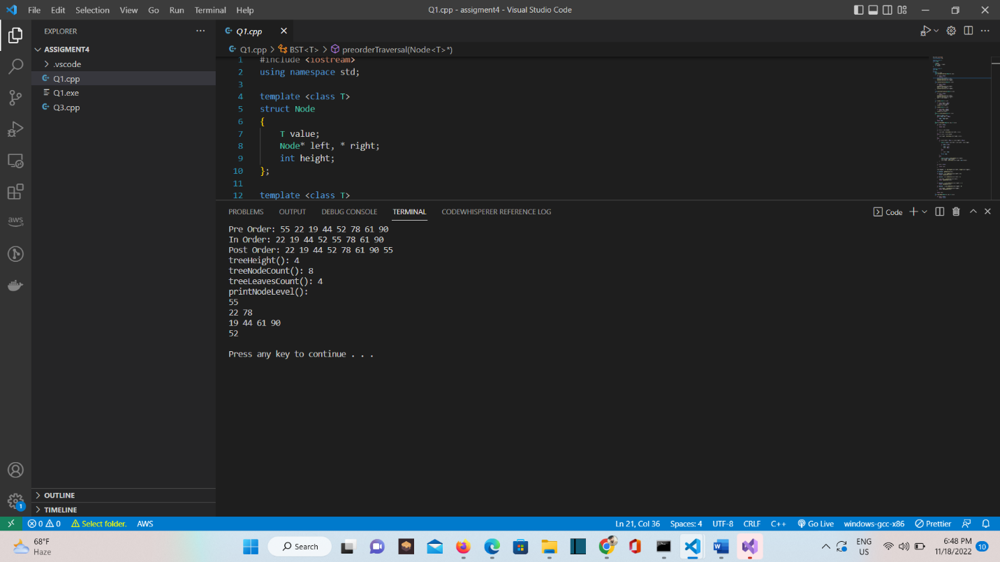 File Edit Selection View Go Run Terminal Help
Q1.cpp - assigment4 - Visual Studio Code
EXPLORER
ASSIGMENT4
.vscode
Q1.cpp
Q1.exe
Q3.cpp
OUTLINE
TIMELINE
Q1.cpp
Q1.cpp > BST<T> > preorderTraversal(Node<T>*)
1 #include <iostream>
2 using namespace std;
3
4 template <class T>
5 struct Node
6 {
7 T value;
8 Node* left, * right;
9 int height;
10 };
11
12 template <class T>
PROBLEMS OUTPUT DEBUG CONSOLE TERMINAL CODEWHISPERER REFERENCE LOG
Code
Pre Order: 55 22 19 44 52 78 61 90
In Order: 22 19 44 52 55 78 61 90
Post Order: 22 19 44 52 78 61 90 55
treeHeight(): 4
treeNodeCount(): 8
treeLeavesCount(): 4
printNodeLevel():
55
22 78
19 44 61 90
52
Press any key to continue . . .
aws
1
0 0 Select folder. AWS
Ln 21, Col 36 Spaces: 4 UTF-8 CRLF C++ Go Live windows-gcc-x86 Prettier
68°F
Haze
Search
ENG
US
6:48 PM
11/18/2022
10